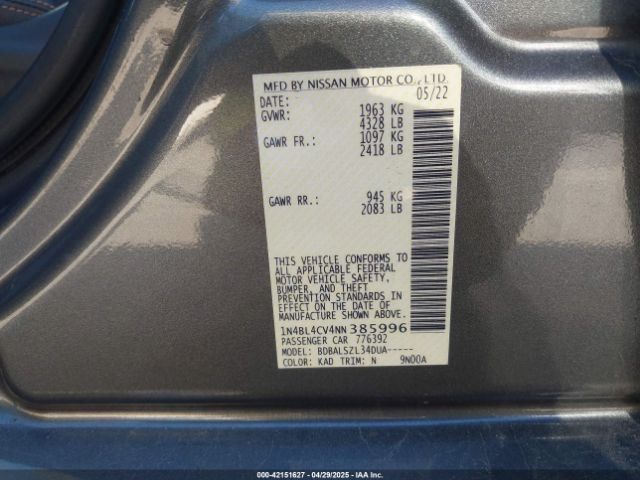 MFD BY NISSAN MOTOR CO., LTD.
DATE: 05/22
GVWR: 1963 KG
4328 LB
GAWR FR.: 1097 KG
2418 LB
GAWR RR.: 945 KG
2083 LB
THIS VEHICLE CONFORMS TO
ALL APPLICABLE FEDERAL
MOTOR VEHICLE SAFETY,
BUMPER, AND THEFT
PREVENTION STANDARDS IN
EFFECT ON THE DATE OF
MANUFACTURE SHOWN ABOVE.
1N4BL4CV4NN385996
PASSENGER CAR 776392
MODEL: BDBALSZL34DUA-----
COLOR: KAD TRIM: N 9N00A
000-42151627 - 04/29/2025 - IAA Inc.